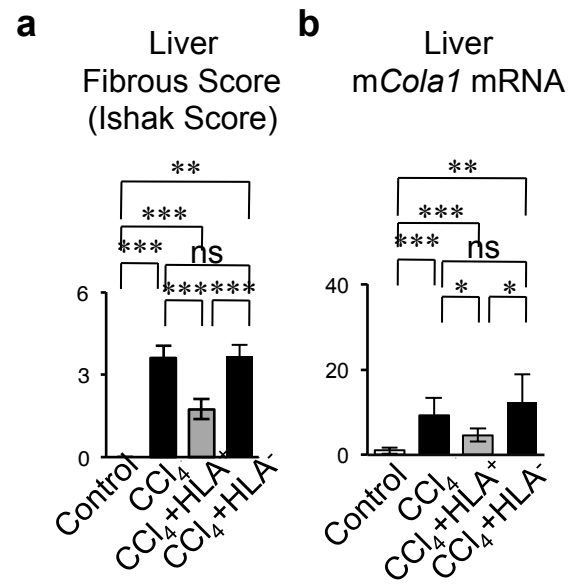 a
Liver
Fibrous Score
(Ishak Score)
**
***
***
ns
*** ***
6
3
0
Control
CCl4
CCl4+HLA+
CCl4+HLA-
b
Liver
mCola1 mRNA
**
***
***
ns
* *
40
20
0
Control
CCl4
CCl4+HLA+
CCl4+HLA-